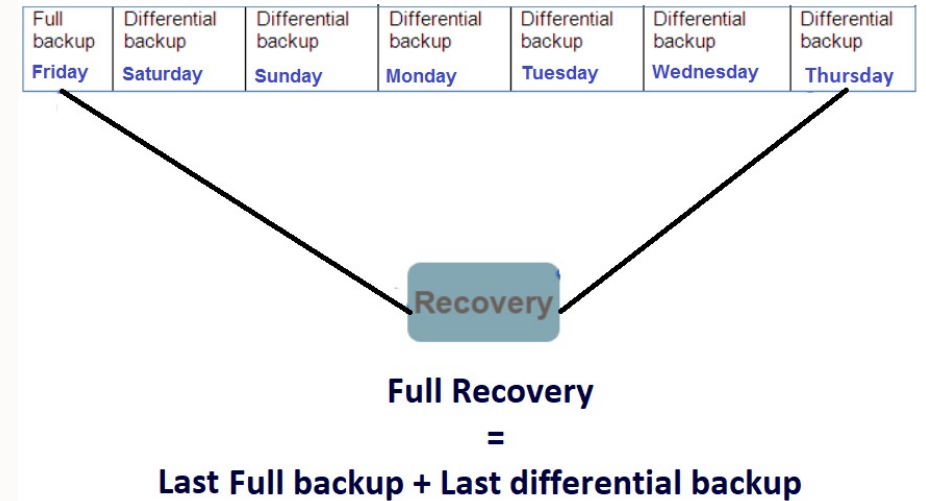 Full
backup
Friday
Differential
backup
Saturday
Differential
backup
Sunday
Differential
backup
Monday
Differential
backup
Tuesday
Differential
backup
Wednesday
Differential
backup
Thursday
Recovery
Full Recovery
=
Last Full backup + Last differential backup